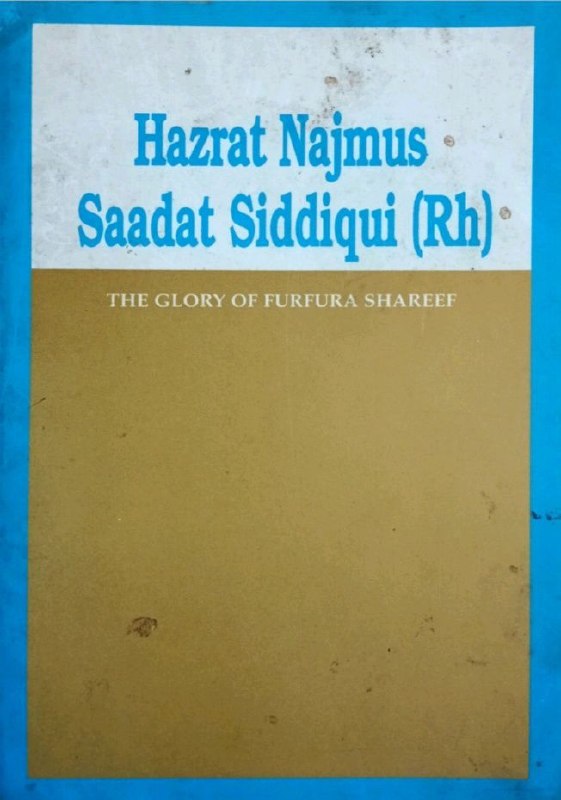 Hazrat Najmus
Saadat Siddiqui (Rh)
THE GLORY OF FURFURA SHAREEF